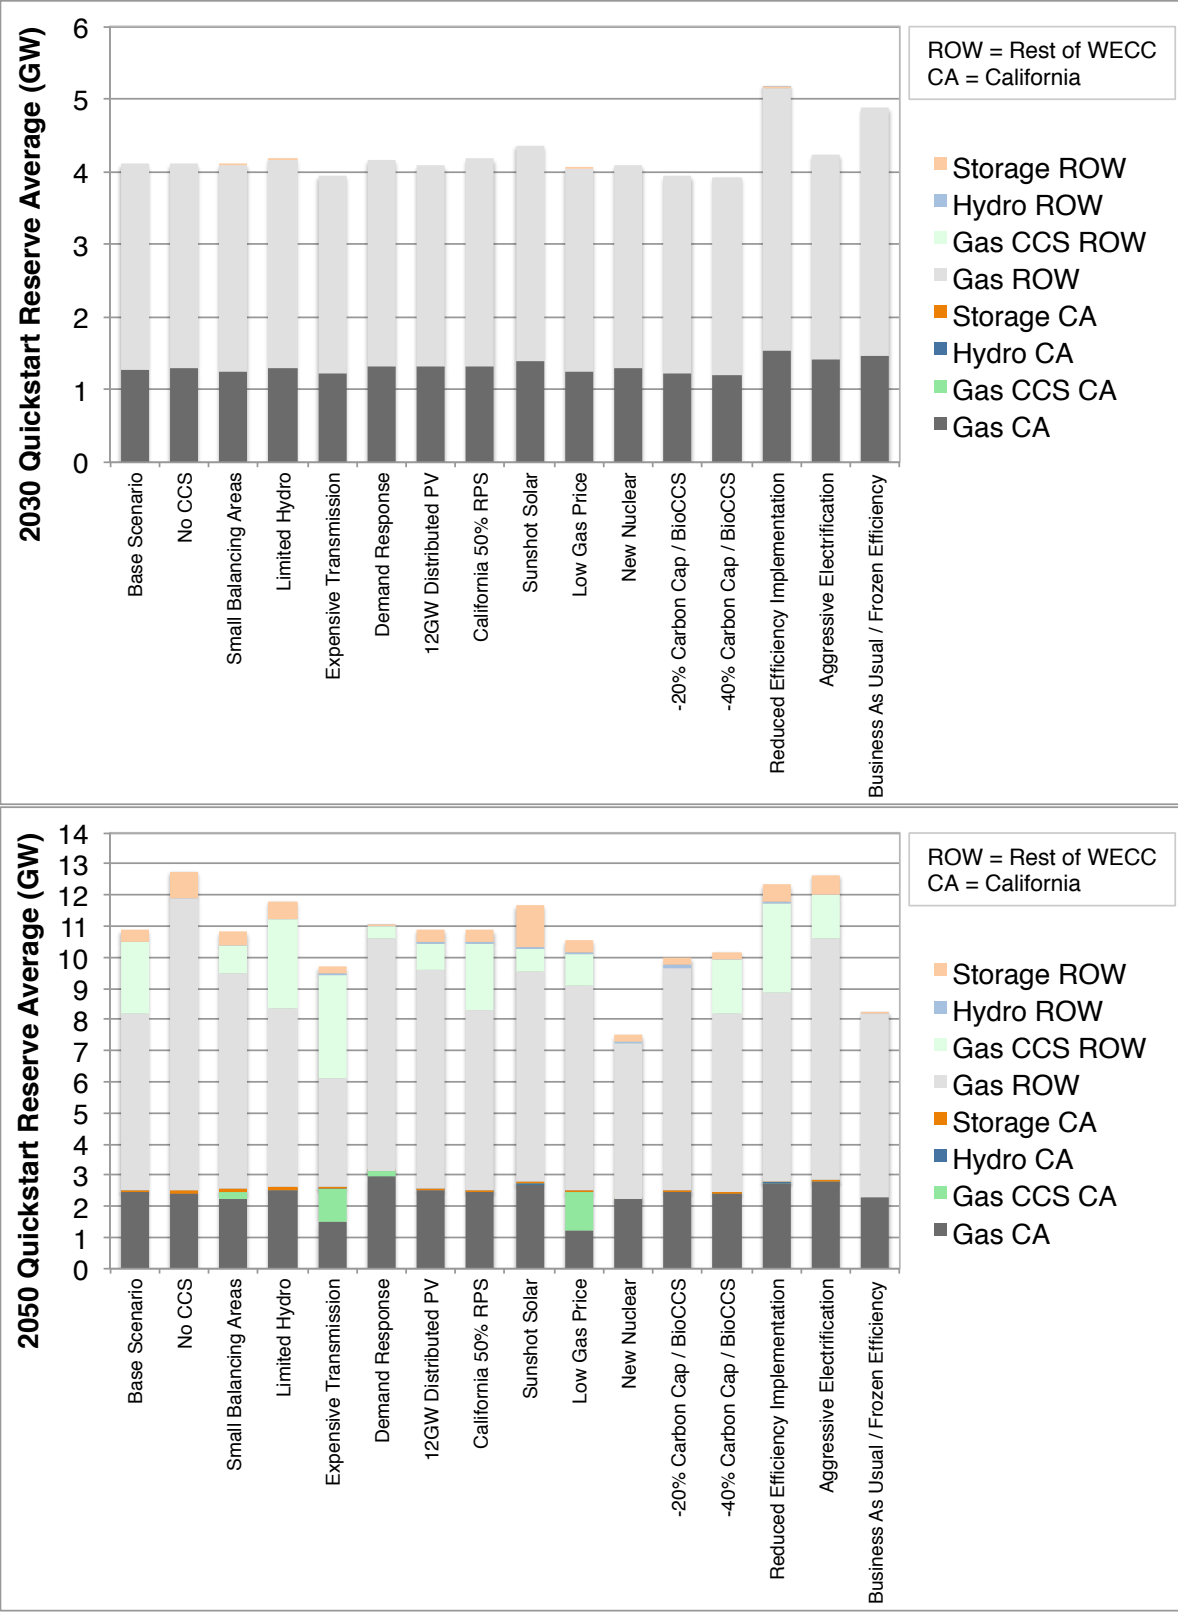 2030 Quickstart Reserve Average (GW)
6
5
4
3
2
1
0
Base Scenario
No CCS
Small Balancing Areas
Limited Hydro
Expensive Transmission
Demand Response
12GW Distributed PV
California 50% RPS
Sunshot Solar
Low Gas Price
New Nuclear
-20% Carbon Cap / BioCCS
-40% Carbon Cap / BioCCS
Reduced Efficiency Implementation
Aggressive Electrification
Business As Usual / Frozen Efficiency
ROW = Rest of WECC
CA = California
Storage ROW
Hydro ROW
Gas CCS ROW
Gas ROW
Storage CA
Hydro CA
Gas CCS CA
Gas CA
2050 Quickstart Reserve Average (GW)
14
13
12
11
10
9
8
7
6
5
4
3
2
1
0
Base Scenario
No CCS
Small Balancing Areas
Limited Hydro
Expensive Transmission
Demand Response
12GW Distributed PV
California 50% RPS
Sunshot Solar
Low Gas Price
New Nuclear
-20% Carbon Cap / BioCCS
-40% Carbon Cap / BioCCS
Reduced Efficiency Implementation
Aggressive Electrification
Business As Usual / Frozen Efficiency
ROW = Rest of WECC
CA = California
Storage ROW
Hydro ROW
Gas CCS ROW
Gas ROW
Storage CA
Hydro CA
Gas CCS CA
Gas CA